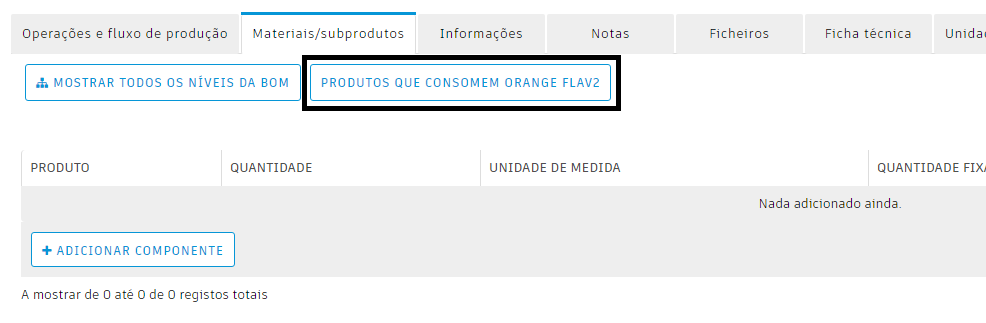 Operações e fluxo de produção Materiais/subprodutos Informações Notas Ficheiros Ficha técnica Unida
MOSTRAR TODOS OS NÍVEIS DA BOM PRODUTOS QUE CONSOMEM ORANGE FLAV2
PRODUTO QUANTIDADE UNIDADE DE MEDIDA QUANTIDADE FIXA
Nada adicionado ainda.
+ ADICIONAR COMPONENTE
A mostrar de 0 até 0 de 0 registos totais